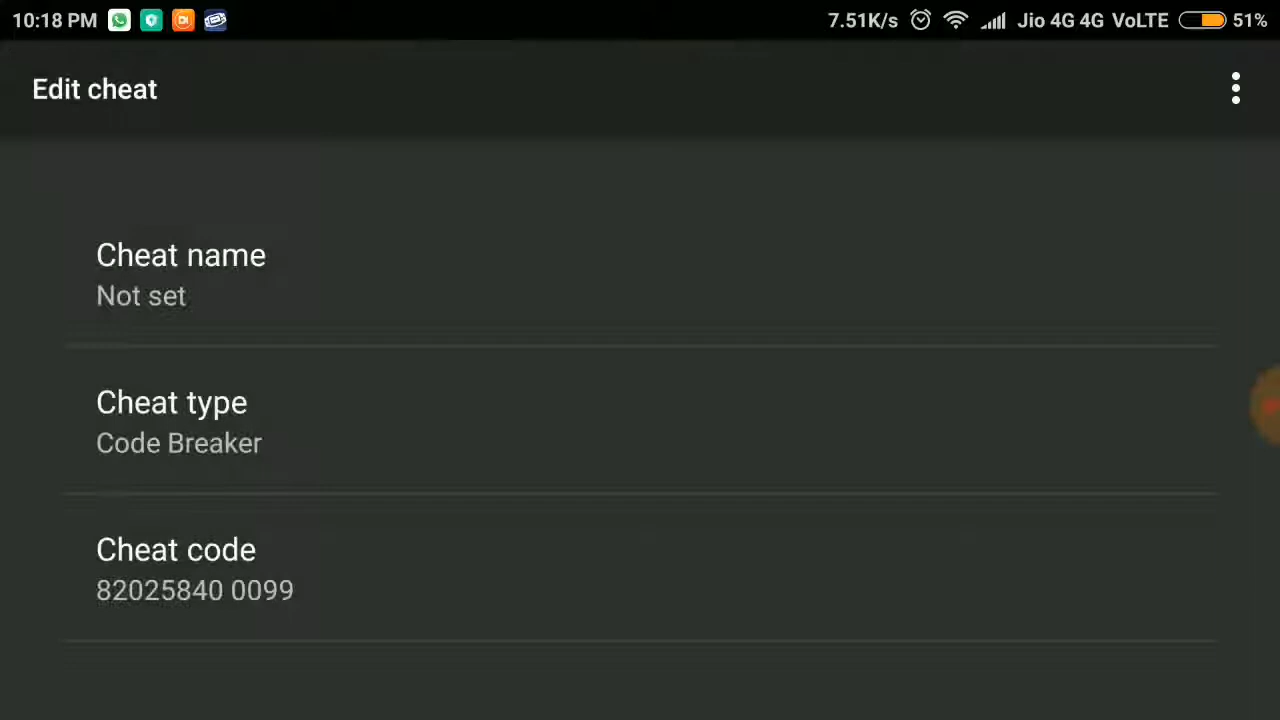 10:18 PM 7.51K/s Jio 4G 4G VoLTE 51%
Edit cheat
Cheat name
Not set
Cheat type
Code Breaker
Cheat code
82025840 0099